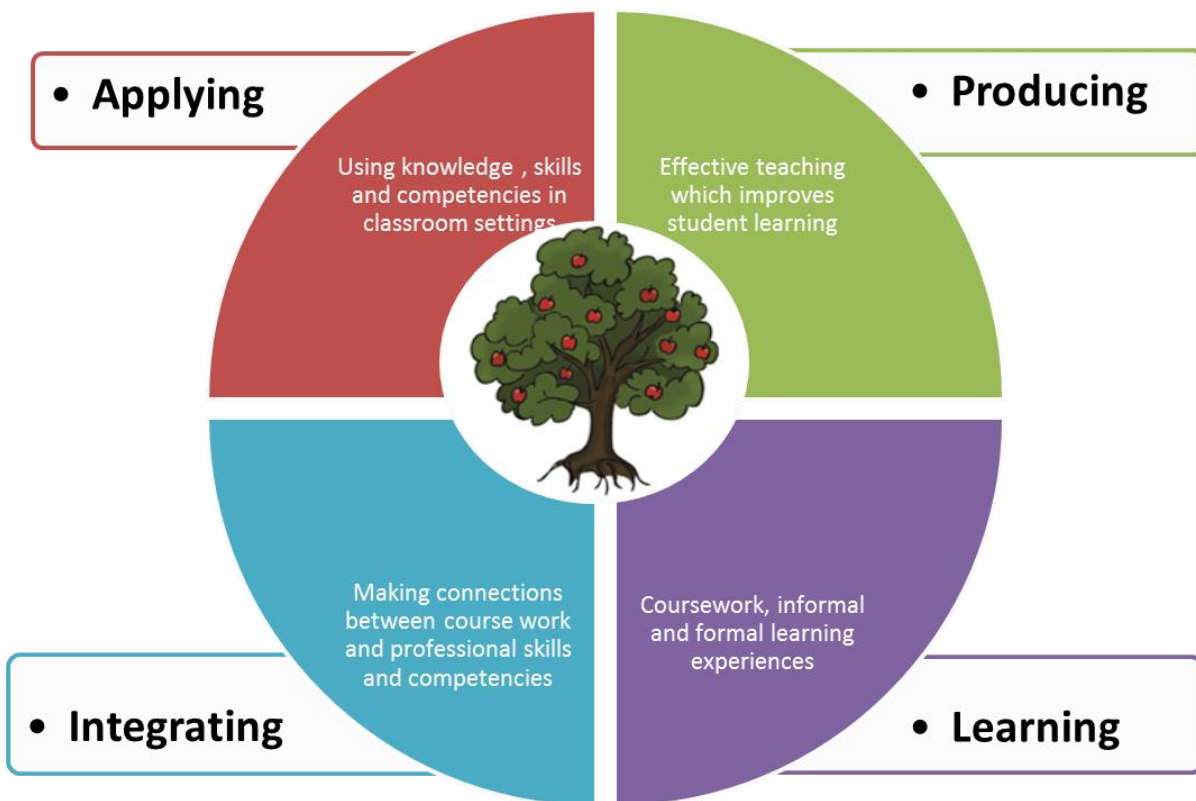 • Applying
Using knowledge , skills
and competencies in
classroom settings
• Producing
Effective teaching
which improves
student learning
• Integrating
Making connections
between course work
and professional skills
and competencies
• Learning
Coursework, informal
and formal learning
experiences